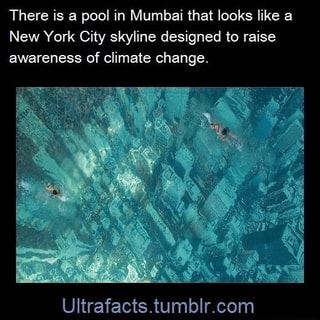 There is a pool in Mumbai that looks like a
New York City skyline designed to raise
awareness of climate change.
Ultrafacts.tumblr.com